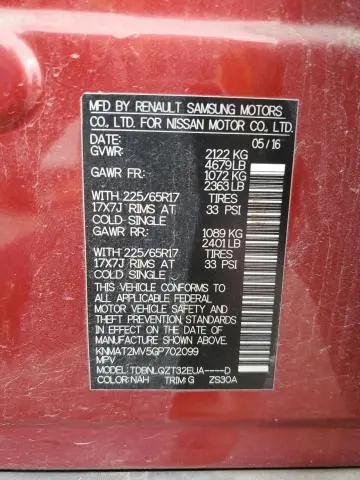 MFD BY RENAULT SAMSUNG MOTORS
CO., LTD. FOR NISSAN MOTOR CO., LTD.
DATE: 05/16
GVWR: 2122 KG
4679LB
GAWR FR: 1072 KG
2363 LB
WITH 225/65R17 TIRES
17X7J RIMS AT 33 PSI
COLD SINGLE
GAWR RR: 1089 KG
2401 LB
WITH 225/65R17 TIRES
17X7J RIMS AT 33 PSI
COLD SINGLE
THIS VEHICLE CONFORMS TO
ALL APPLICABLE FEDERAL
MOTOR VEHICLE SAFETY AND
THEFT PREVENTION STANDARDS
IN EFFECT ON THE DATE OF
MANUFACTURE SHOWN ABOVE.
KNMAT2MV5GP702099
MPV
MODEL: TDBNLQZT32EUA----D
COLOR: NAH TRIM: G ZS30A